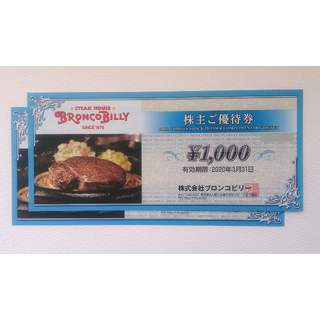 STEAK HOUSE
BRONCO BILLY
SINCE 1978
株主ご優待券
¥1,000
有効期限:2020年3月31日
株式会社ブロンコビリー